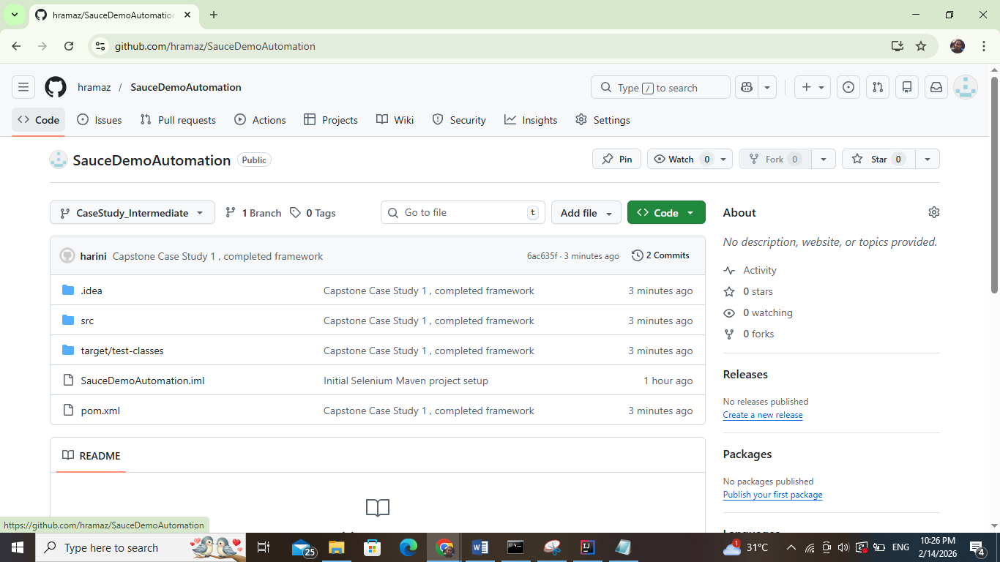 hramaz/SauceDemoAutomation
github.com/hramaz/SauceDemoAutomation
hramaz / SauceDemoAutomation
Type / to search
Code Issues Pull requests Actions Projects Wiki Security Insights Settings
SauceDemoAutomation Public
Pin Watch 0 Fork 0 Star 0
CaseStudy_Intermediate 1 Branch 0 Tags Go to file t Add file Code
harini Capstone Case Study 1 , completed framework 6ac635f · 3 minutes ago 2 Commits
.idea Capstone Case Study 1 , completed framework 3 minutes ago
src Capstone Case Study 1 , completed framework 3 minutes ago
target/test-classes Capstone Case Study 1 , completed framework 3 minutes ago
SauceDemoAutomation.iml Initial Selenium Maven project setup 1 hour ago
pom.xml Capstone Case Study 1 , completed framework 3 minutes ago
README
About
No description, website, or topics provided.
Activity
0 stars
0 watching
0 forks
Releases
No releases published
Create a new release
Packages
No packages published
Publish your first package
https://github.com/hramaz/SauceDemoAutomation
Type here to search
25
W
IJ
1
31°C
ENG
10:26 PM
2/14/2026
4